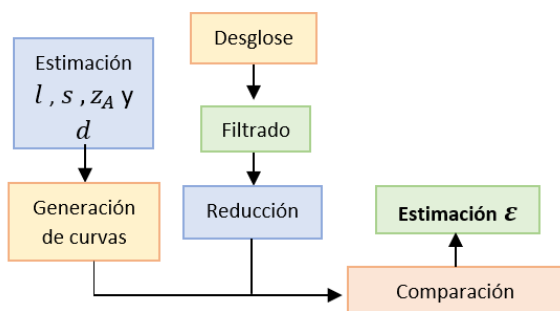 Estimación
l , s , z_A y
d
Generación
de curvas
Desglose
Filtrado
Reducción
Estimación ε
Comparación